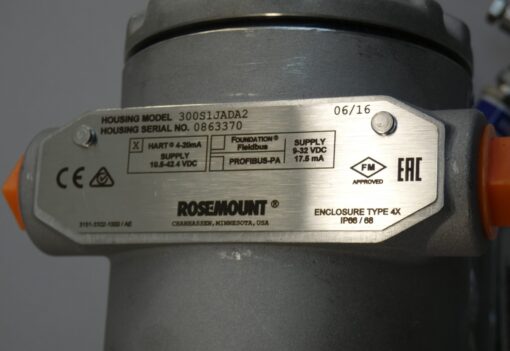 HOUSING MODEL 300S1JADA2
06/16
HOUSING SERIAL NO. 0863370
X HART® 4-20mA
SUPPLY
10.5-42.4 VDC
FOUNDATION™
Fieldbus
PROFIBUS-PA
SUPPLY
9-32 VDC
17.5 mA
CE
FM
APPROVED
EAC
ROSEMOUNT®
CHANHASSEN, MINNESOTA, USA
ENCLOSURE TYPE 4X
IP66 / 68